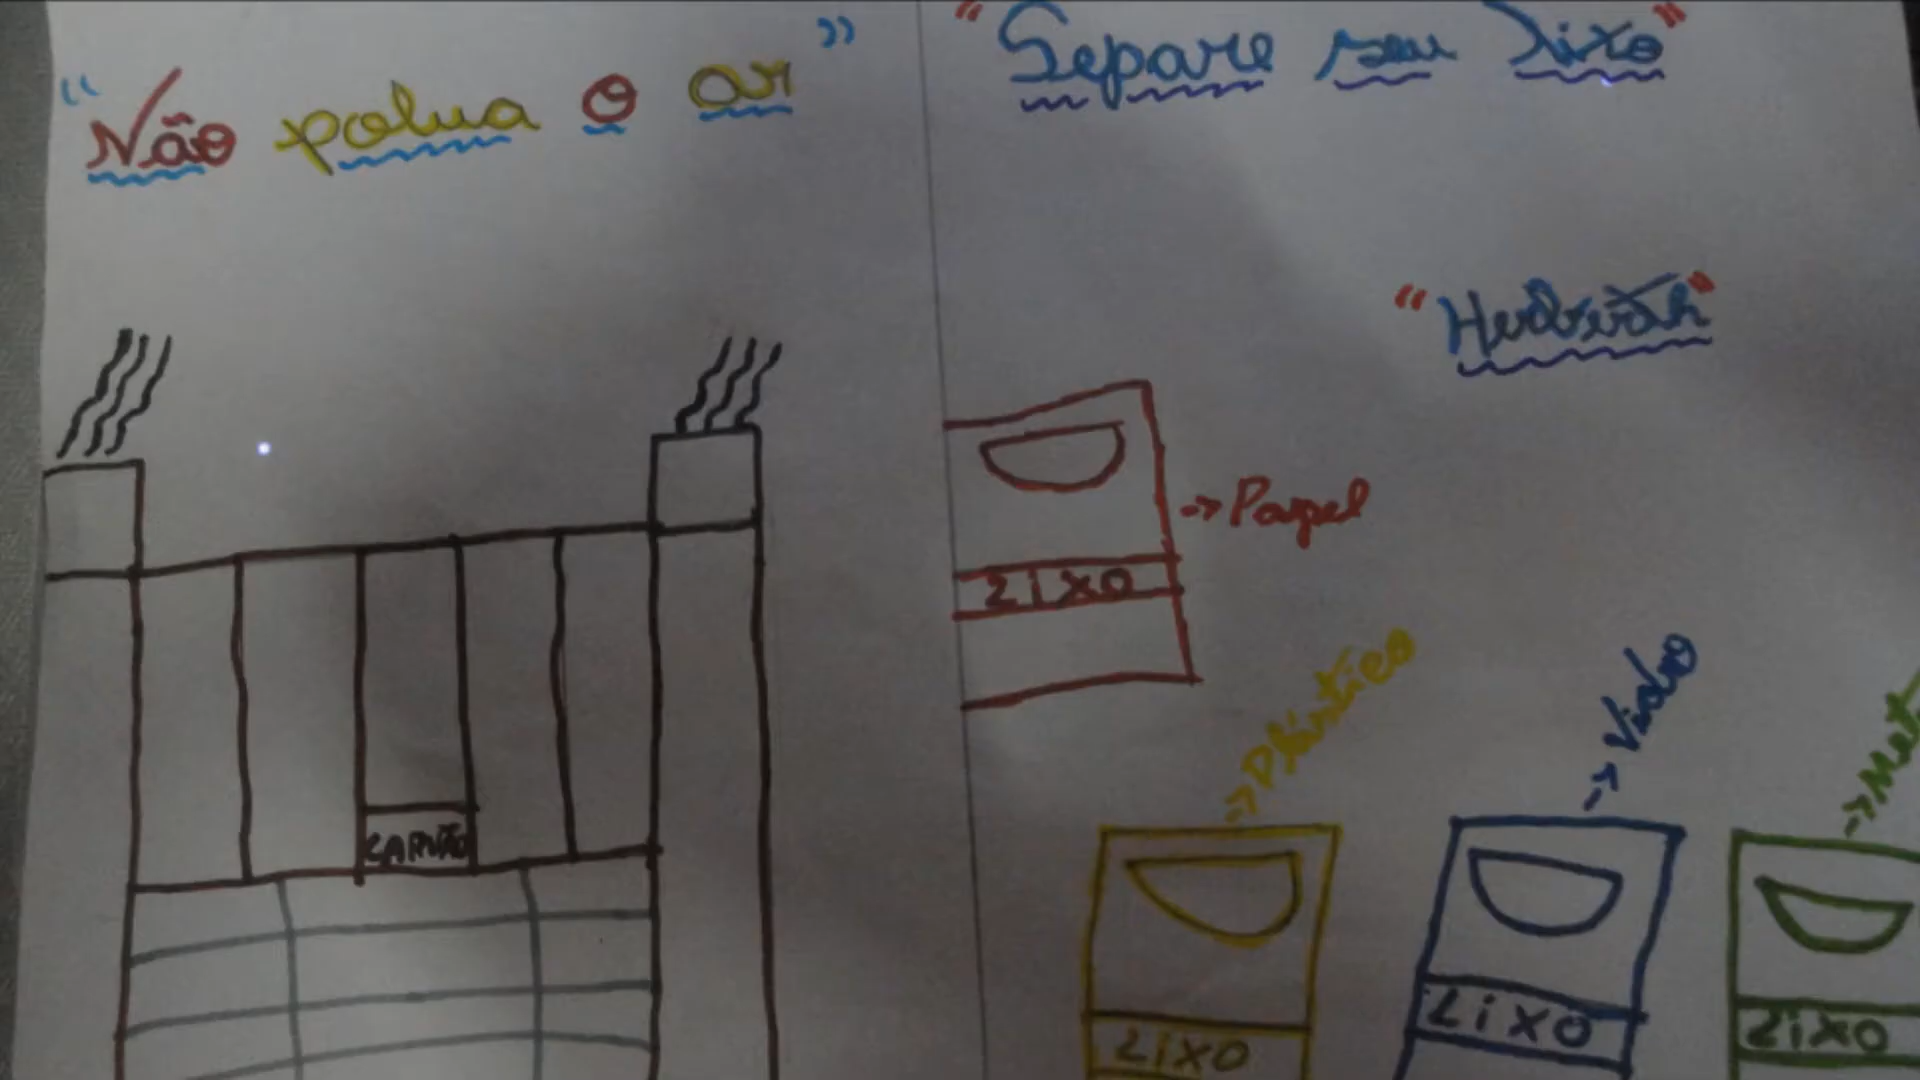 "Não polua o ar"
CARVÃO
"Separe seu lixo"
-> Papel
LIXO
-> Plástico
LIXO
-> Vidro
LIXO
LIXO